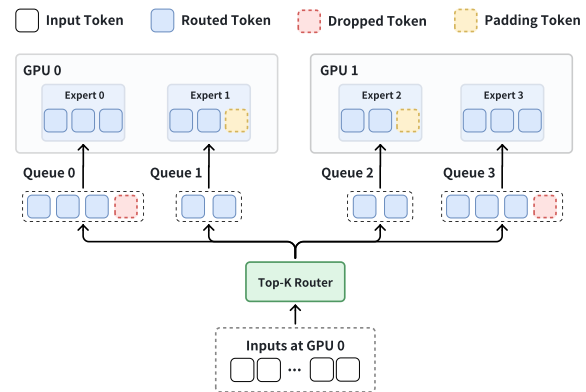 Input Token Routed Token Dropped Token Padding Token
GPU 0 GPU 1
Expert 0 Expert 1 Expert 2 Expert 3
Queue 0 Queue 1 Queue 2 Queue 3
Top-K Router
Inputs at GPU 0
...